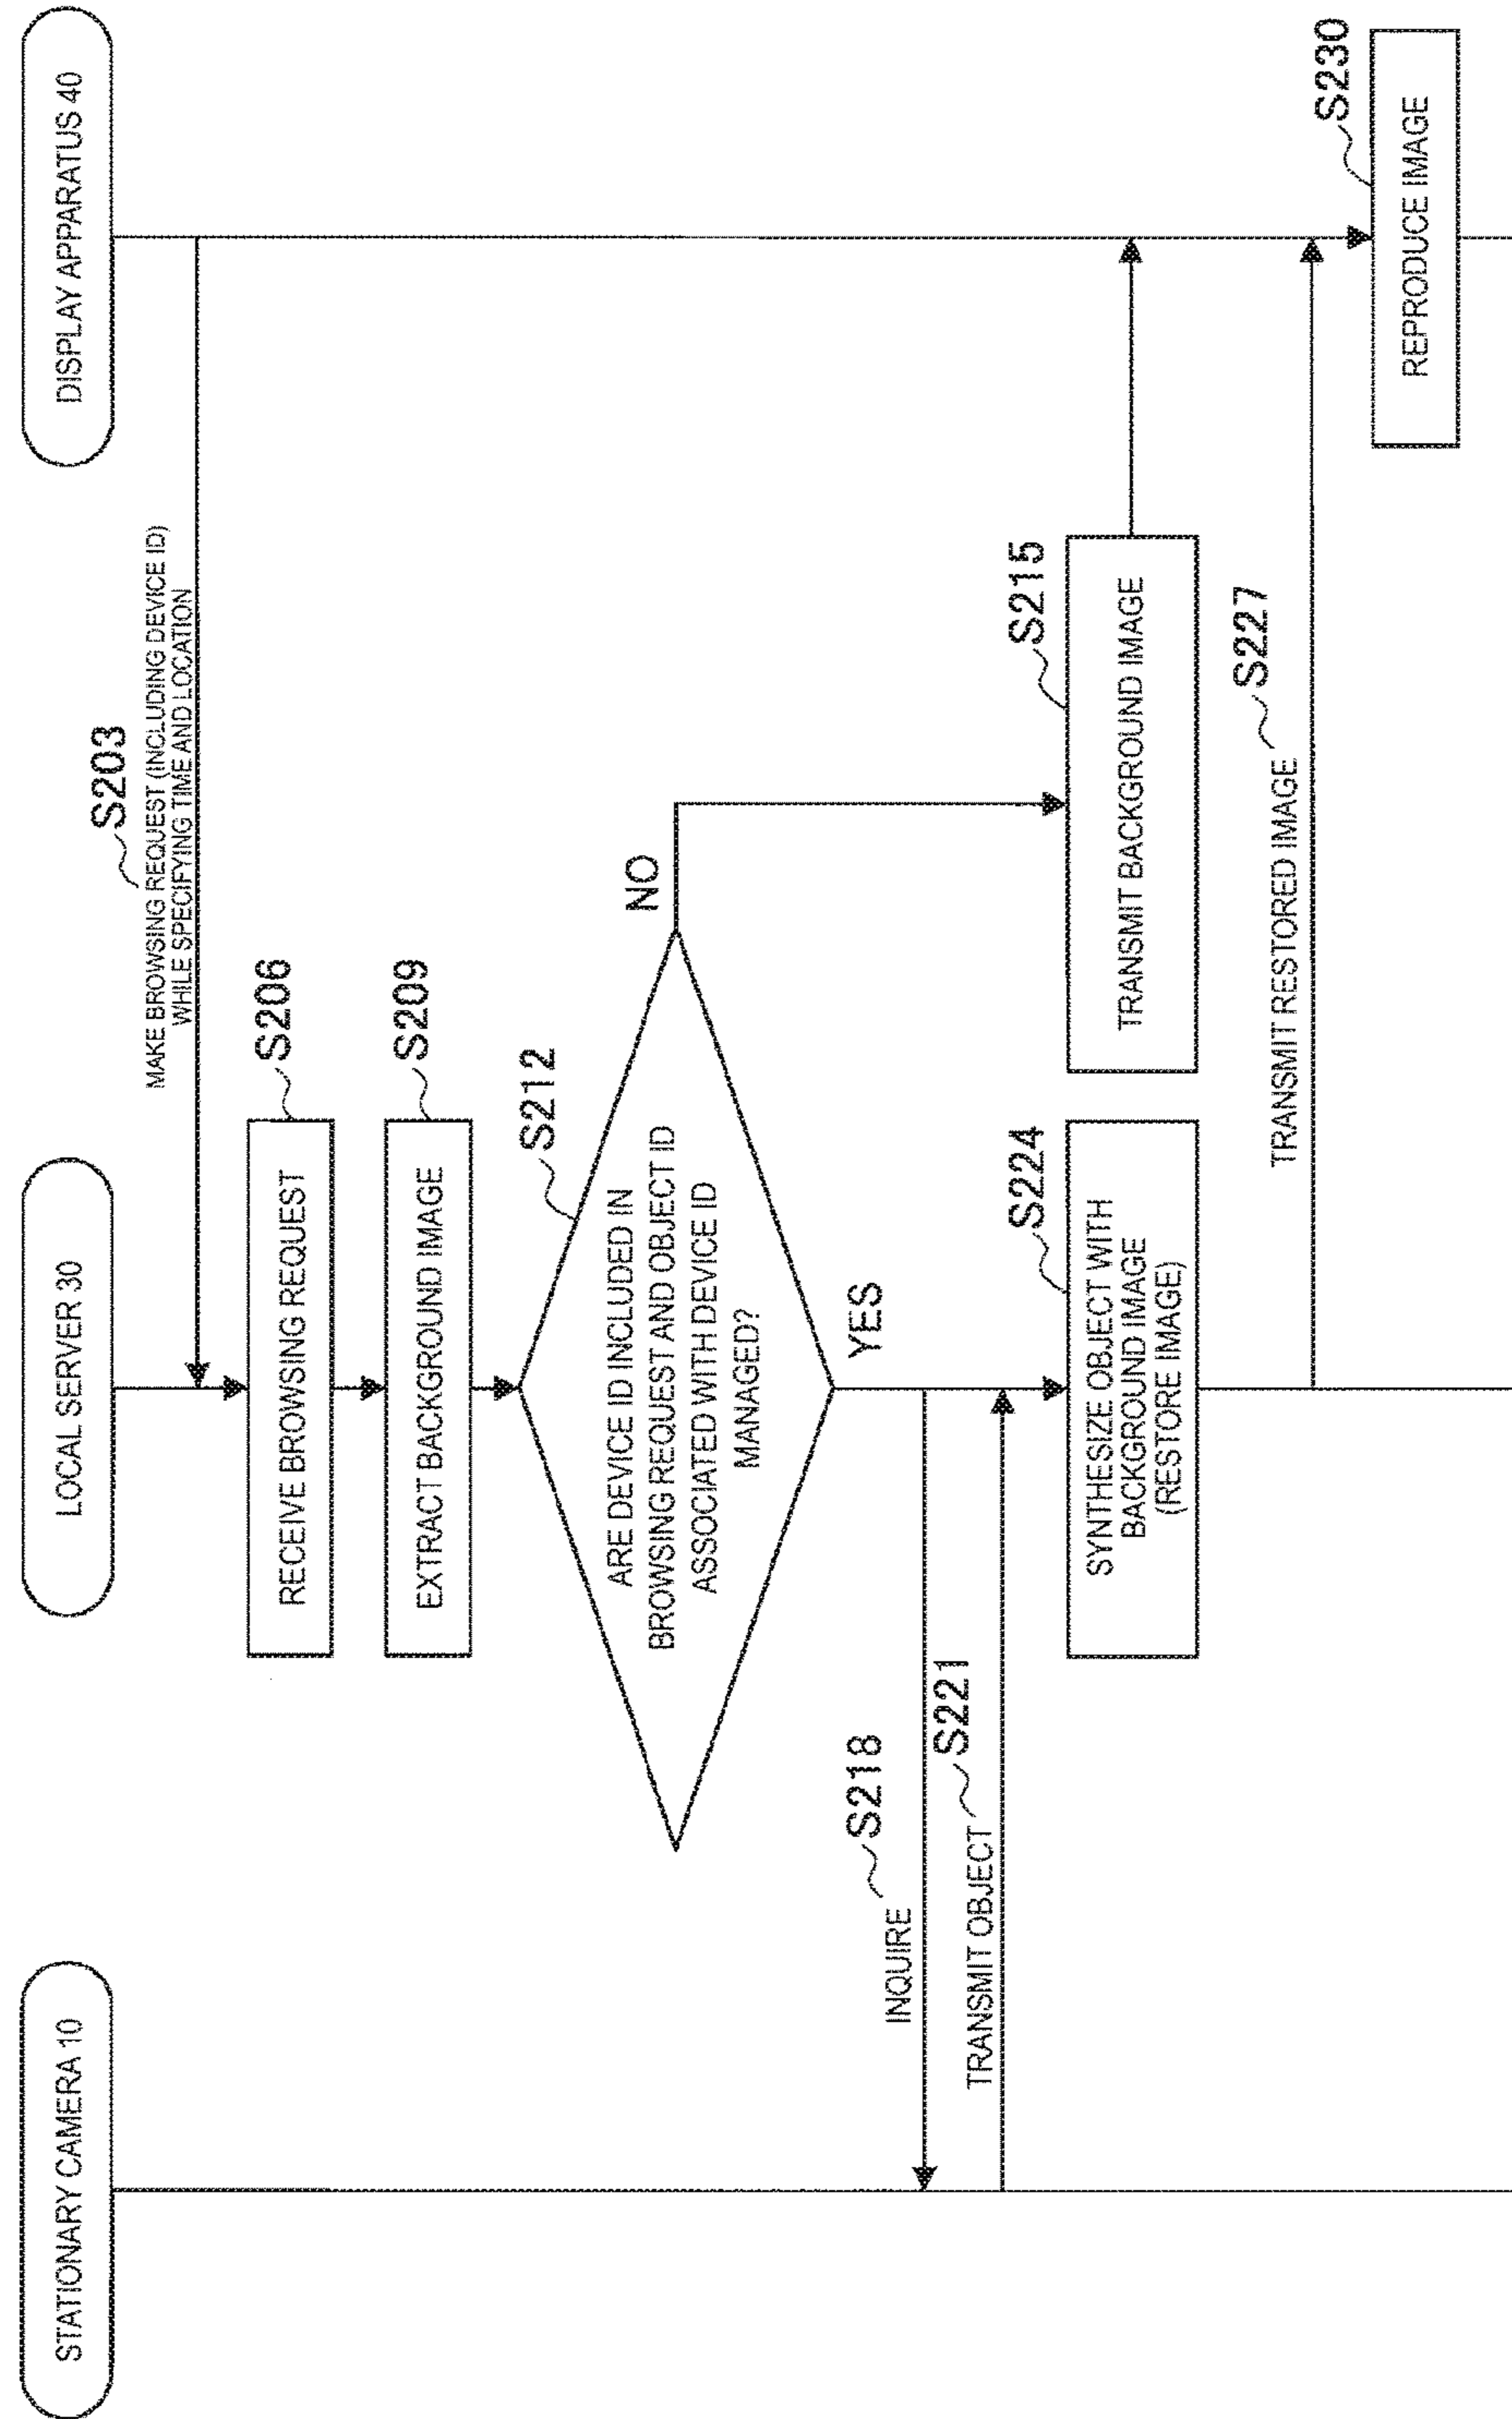 STATIONARY CAMERA 10
LOCAL SERVER 30
DISPLAY APPARATUS 40
S203
MAKE BROWSING REQUEST (INCLUDING DEVICE ID)
WHILE SPECIFYING TIME AND LOCATION
S206
RECEIVE BROWSING REQUEST
S209
EXTRACT BACKGROUND IMAGE
S212
ARE DEVICE ID INCLUDED IN
BROWSING REQUEST AND OBJECT ID
ASSOCIATED WITH DEVICE ID
MANAGED?
NO
YES
S218
INQUIRE
S221
TRANSMIT OBJECT
S215
TRANSMIT BACKGROUND IMAGE
S224
SYNTHESIZE OBJECT WITH
BACKGROUND IMAGE
(RESTORE IMAGE)
S227
TRANSMIT RESTORED IMAGE
S230
REPRODUCE IMAGE